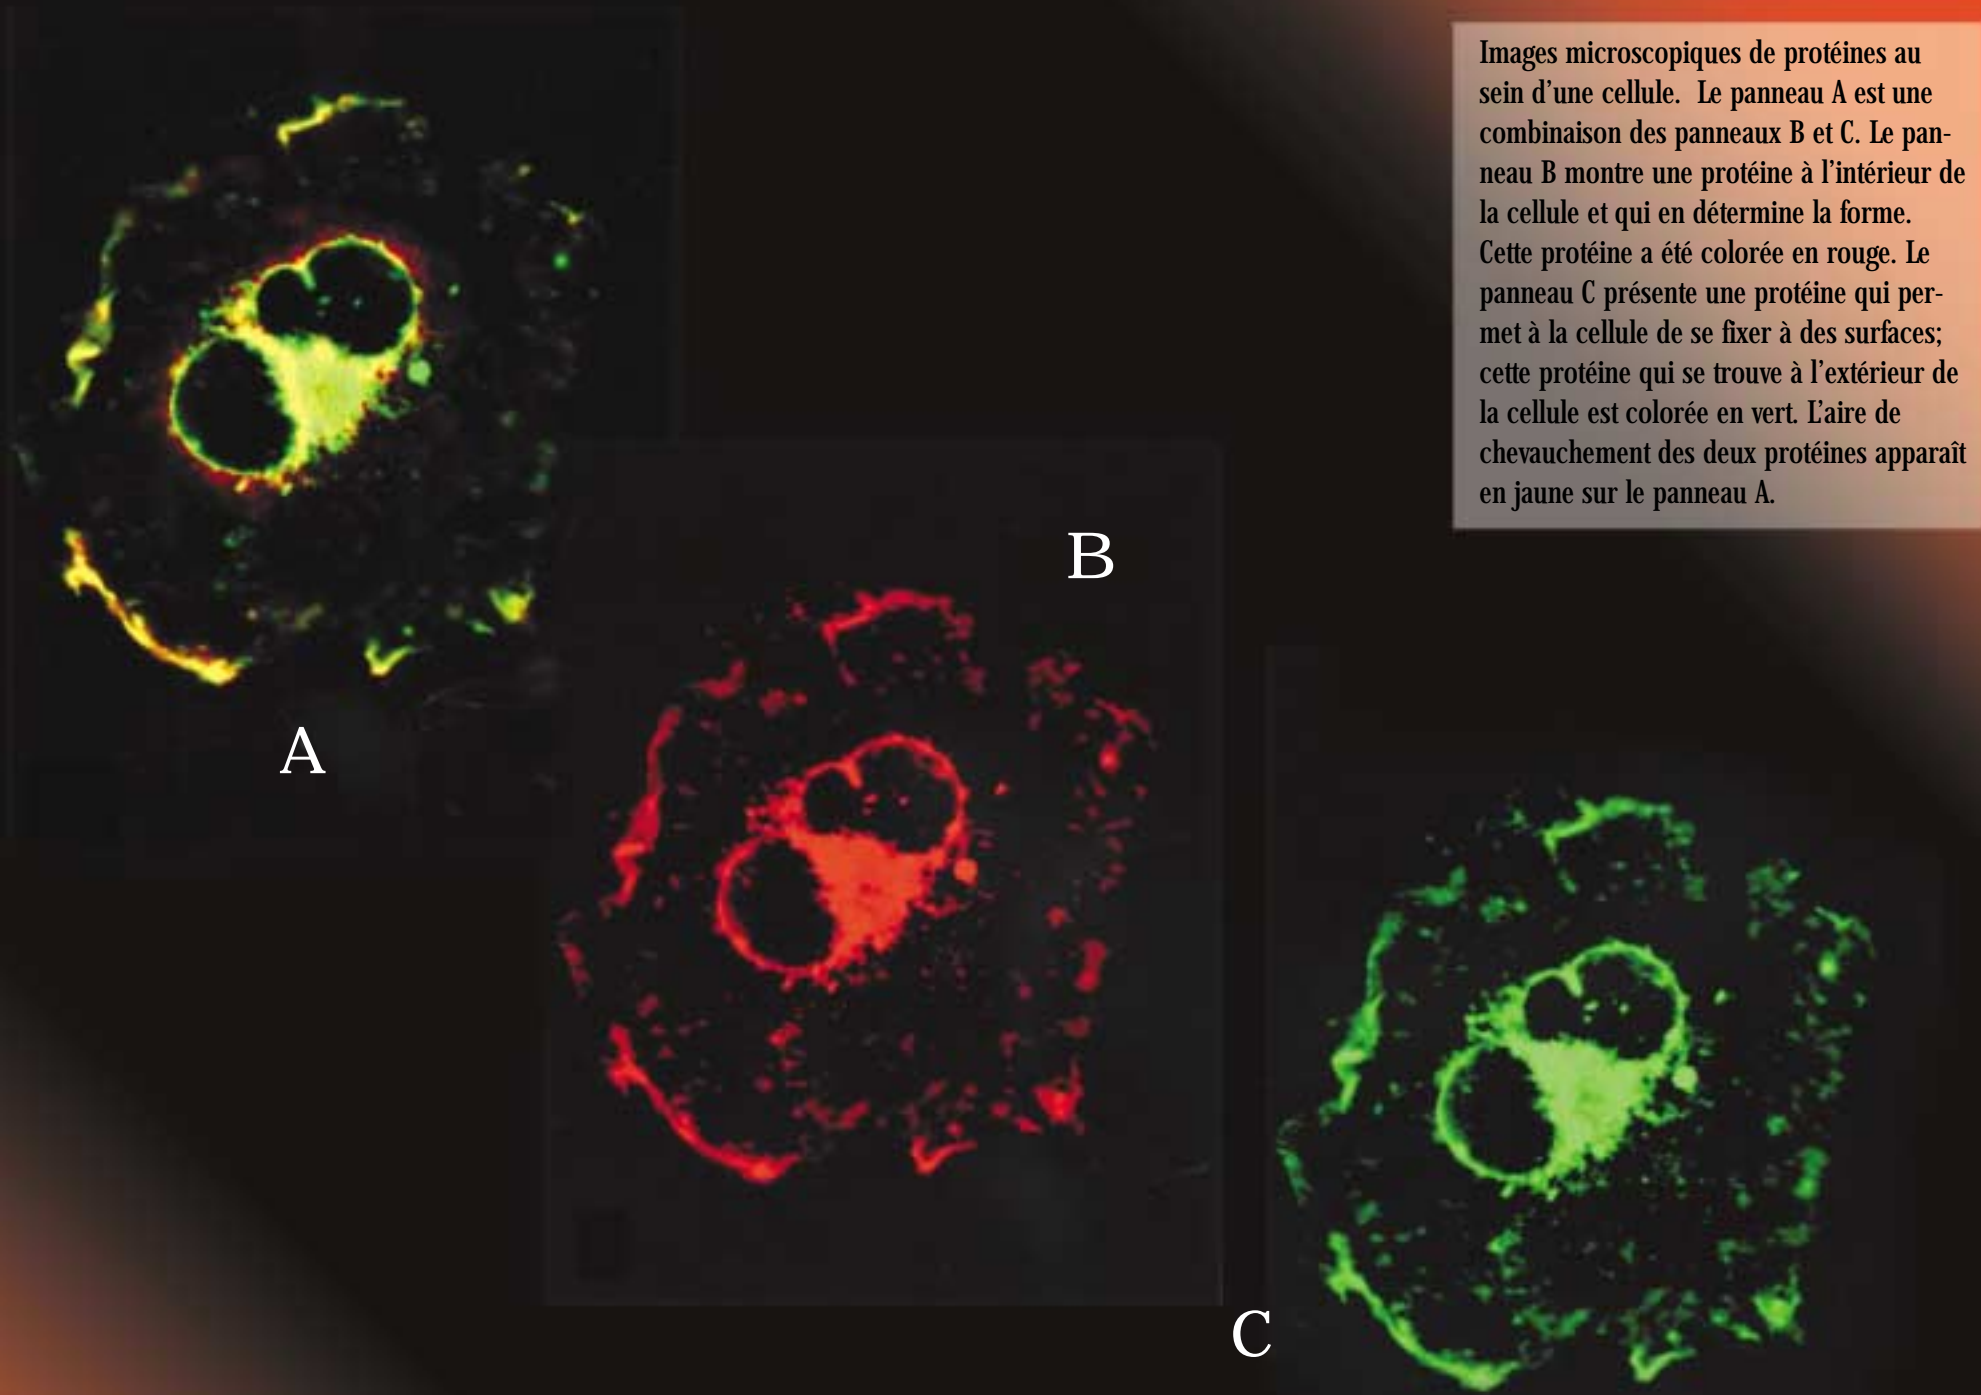 Images microscopiques de protéines au
sein d'une cellule.  Le panneau A est une
combinaison des panneaux B et C. Le pan-
neau B montre une protéine à l'intérieur de
la cellule et qui en détermine la forme.
Cette protéine a été colorée en rouge. Le
panneau C présente une protéine qui per-
met à la cellule de se fixer à des surfaces;
cette protéine qui se trouve à l'extérieur de
la cellule est colorée en vert. L'aire de
chevauchement des deux protéines apparaît
en jaune sur le panneau A.
A
B
C